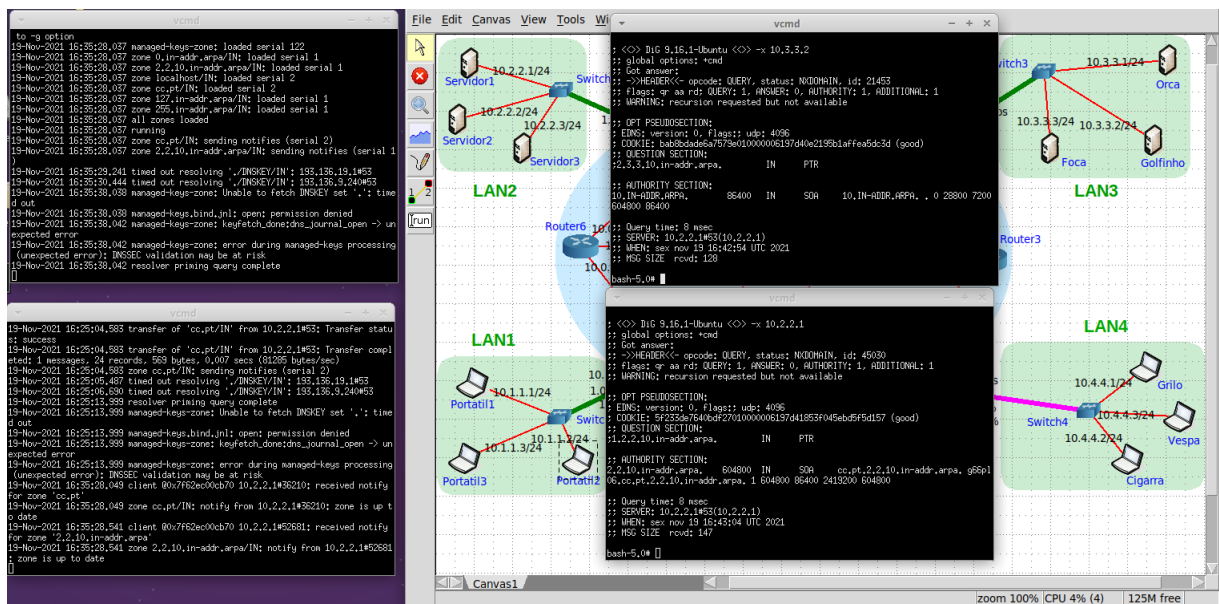 vcmd
to -g option
19-Nov-2021 16:35:28.037 managed-keys-zone: loaded serial 122
19-Nov-2021 16:35:28.037 zone 0.in-addr.arpa/IN: loaded serial 1
19-Nov-2021 16:35:28.037 zone 2.2.10.in-addr.arpa/IN: loaded serial 1
19-Nov-2021 16:35:28.037 zone localhost/IN: loaded serial 2
19-Nov-2021 16:35:28.037 zone cc.pt/IN: loaded serial 2
19-Nov-2021 16:35:28.037 zone 127.in-addr.arpa/IN: loaded serial 1
19-Nov-2021 16:35:28.037 zone 255.in-addr.arpa/IN: loaded serial 1
19-Nov-2021 16:35:28.037 all zones loaded
19-Nov-2021 16:35:28.037 running
19-Nov-2021 16:35:28.037 zone cc.pt/IN: sending notifies (serial 2)
19-Nov-2021 16:35:28.037 zone 2.2.10.in-addr.arpa/IN: sending notifies (serial 1
)
19-Nov-2021 16:35:29.241 timed out resolving './DNSKEY/IN': 193.136.19.1#53
19-Nov-2021 16:35:30.444 timed out resolving './DNSKEY/IN': 193.136.9.240#53
19-Nov-2021 16:35:38.038 managed-keys-zone: Unable to fetch DNSKEY set '.': time
d out
19-Nov-2021 16:35:38.038 managed-keys.bind.jnl: open: permission denied
19-Nov-2021 16:35:38.042 managed-keys-zone: keyfetch_done:dns_journal_open -> un
expected error
19-Nov-2021 16:35:38.042 managed-keys-zone: error during managed-keys processing
(unexpected error): DNSSEC validation may be at risk
19-Nov-2021 16:35:38.042 resolver priming query complete
vcmd
19-Nov-2021 16:25:04.583 transfer of 'cc.pt/IN' from 10.2.2.1#53: Transfer statu
s: success
19-Nov-2021 16:25:04.583 transfer of 'cc.pt/IN' from 10.2.2.1#53: Transfer compl
eted: 1 messages, 24 records, 569 bytes, 0.007 secs (81285 bytes/sec)
19-Nov-2021 16:25:04.583 zone cc.pt/IN: sending notifies (serial 2)
19-Nov-2021 16:25:05.487 timed out resolving './DNSKEY/IN': 193.136.19.1#53
19-Nov-2021 16:25:06.690 timed out resolving './DNSKEY/IN': 193.136.9.240#53
19-Nov-2021 16:25:13.999 resolver priming query complete
19-Nov-2021 16:25:13.999 managed-keys-zone: Unable to fetch DNSKEY set '.': time
d out
19-Nov-2021 16:25:13.999 managed-keys.bind.jnl: open: permission denied
19-Nov-2021 16:25:13.999 managed-keys-zone: keyfetch_done:dns_journal_open -> un
expected error
19-Nov-2021 16:25:13.999 managed-keys-zone: error during managed-keys processing
(unexpected error): DNSSEC validation may be at risk
19-Nov-2021 16:35:28.049 client @0x7f62ec00cb70 10.2.2.1#36210: received notify
for zone 'cc.pt'
19-Nov-2021 16:35:28.049 zone cc.pt/IN: notify from 10.2.2.1#36210: zone is up t
o date
19-Nov-2021 16:35:28.541 client @0x7f62ec00cb70 10.2.2.1#52681: received notify
for zone '2.2.10.in-addr.arpa'
19-Nov-2021 16:35:28.541 zone 2.2.10.in-addr.arpa/IN: notify from 10.2.2.1#52681
: zone is up to date
File Edit Canvas View Tools Wi
1 2
run
Servidor1
10.2.2.1/24
Switch
10.2.2.2/24
10.2.2.3/24
1.
Servidor2
Servidor3
LAN2
Router6
10.
10.0.
LAN1
10.
1.0
10.1.1.1/24
Portatil1
Switc
10.1.1.2/24
10.1.1.3/24
Portatil3
Portatil2
vcmd
; <<>> DiG 9.16.1-Ubuntu <<>> -x 10.3.3.2
;; global options: +cmd
;; Got answer:
;; ->>HEADER<<- opcode: QUERY, status: NXDOMAIN, id: 21453
;; flags: qr aa rd; QUERY: 1, ANSWER: 0, AUTHORITY: 1, ADDITIONAL: 1
;; WARNING: recursion requested but not available
;; OPT PSEUDOSECTION:
; EDNS: version: 0, flags:; udp: 4096
; COOKIE: bab8bdade6a7579e010000006197d40e2195b1affea5dc3d (good)
;; QUESTION SECTION:
;2.3.3.10.in-addr.arpa. IN PTR
;; AUTHORITY SECTION:
10.IN-ADDR.ARPA. 86400 IN SOA 10.IN-ADDR.ARPA. . 0 28800 7200
604800 86400
;; Query time: 8 msec
;; SERVER: 10.2.2.1#53(10.2.2.1)
;; WHEN: sex nov 19 16:42:54 UTC 2021
;; MSG SIZE rcvd: 128
bash-5.0#
vcmd
; <<>> DiG 9.16.1-Ubuntu <<>> -x 10.2.2.1
;; global options: +cmd
;; Got answer:
;; ->>HEADER<<- opcode: QUERY, status: NXDOMAIN, id: 45030
;; flags: qr aa rd; QUERY: 1, ANSWER: 0, AUTHORITY: 1, ADDITIONAL: 1
;; WARNING: recursion requested but not available
;; OPT PSEUDOSECTION:
; EDNS: version: 0, flags:; udp: 4096
; COOKIE: 5f233de7640bdf27010000006197d41853f045ebd5f5d157 (good)
;; QUESTION SECTION:
;1.2.2.10.in-addr.arpa. IN PTR
;; AUTHORITY SECTION:
2.2.10.in-addr.arpa. 604800 IN SOA cc.pt.2.2.10.in-addr.arpa. g66pl
06.cc.pt.2.2.10.in-addr.arpa. 1 604800 86400 2419200 604800
;; Query time: 8 msec
;; SERVER: 10.2.2.1#53(10.2.2.1)
;; WHEN: sex nov 19 16:43:04 UTC 2021
;; MSG SIZE rcvd: 147
bash-5.0#
witch3
10.3.3.1/24
Orca
ps
10.3.3.3/24
10.3.3.2/24
Foca
Golfinho
LAN3
Router3
LAN4
s
%
10.4.4.1/24
Grilo
Switch4
10.4.4.3/24
10.4.4.2/24
Vespa
Cigarra
Canvas1
zoom 100% CPU 4% (4) 125M free